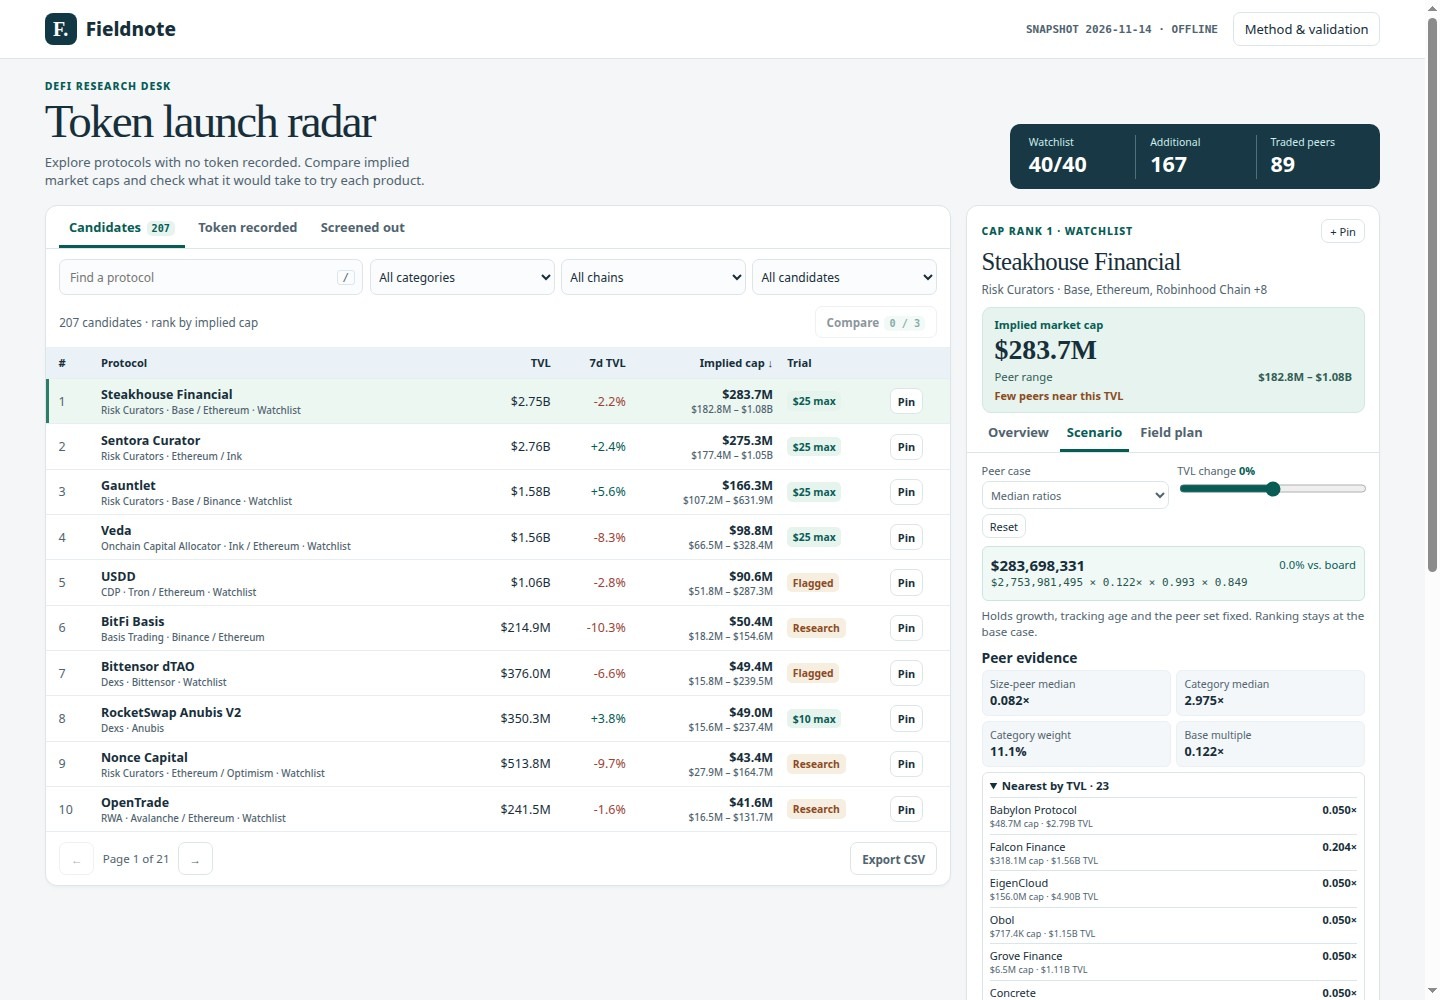 F. Fieldnote
SNAPSHOT 2026-11-14 · OFFLINE
Method & validation
DEFI RESEARCH DESK
Token launch radar
Explore protocols with no token recorded. Compare implied
market caps and check what it would take to try each product.
Watchlist
40/40
Additional
167
Traded peers
89
Candidates 207 Token recorded Screened out
Find a protocol / All categories All chains All candidates
207 candidates · rank by implied cap
Compare 0 / 3
# Protocol TVL 7d TVL Implied cap ↓ Trial
1 Steakhouse Financial $2.75B -2.2% $283.7M $25 max Pin
Risk Curators · Base / Ethereum · Watchlist $182.8M – $1.08B
2 Sentora Curator $2.76B +2.4% $275.3M $25 max Pin
Risk Curators · Ethereum / Ink $177.4M – $1.05B
3 Gauntlet $1.58B +5.6% $166.3M $25 max Pin
Risk Curators · Base / Binance · Watchlist $107.2M – $631.9M
4 Veda $1.56B -8.3% $98.8M $25 max Pin
Onchain Capital Allocator · Ink / Ethereum · Watchlist $66.5M – $328.4M
5 USDD $1.06B -2.8% $90.6M Flagged Pin
CDP · Tron / Ethereum · Watchlist $51.8M – $287.3M
6 BitFi Basis $214.9M -10.3% $50.4M Research Pin
Basis Trading · Binance / Ethereum $18.2M – $154.6M
7 Bittensor dTAO $376.0M -6.6% $49.4M Flagged Pin
Dexs · Bittensor · Watchlist $15.8M – $239.5M
8 RocketSwap Anubis V2 $350.3M +3.8% $49.0M $10 max Pin
Dexs · Anubis $15.6M – $237.4M
9 Nonce Capital $513.8M -9.7% $43.4M Research Pin
Risk Curators · Ethereum / Optimism · Watchlist $27.9M – $164.7M
10 OpenTrade $241.5M -1.6% $41.6M Research Pin
RWA · Avalanche / Ethereum · Watchlist $16.5M – $131.7M
← Page 1 of 21 →
Export CSV
CAP RANK 1 · WATCHLIST
+ Pin
Steakhouse Financial
Risk Curators · Base, Ethereum, Robinhood Chain +8
Implied market cap
$283.7M
Peer range $182.8M – $1.08B
Few peers near this TVL
Overview Scenario Field plan
Peer case
Median ratios
TVL change 0%
Reset
$283,698,331 0.0% vs. board
$2,753,981,495 × 0.122× × 0.993 × 0.849
Holds growth, tracking age and the peer set fixed. Ranking stays at the
base case.
Peer evidence
Size-peer median
0.082×
Category median
2.975×
Category weight
11.1%
Base multiple
0.122×
▼ Nearest by TVL · 23
Babylon Protocol 0.050×
$48.7M cap · $2.79B TVL
Falcon Finance 0.204×
$318.1M cap · $1.56B TVL
EigenCloud 0.050×
$156.0M cap · $4.90B TVL
Obol 0.050×
$717.4K cap · $1.15B TVL
Grove Finance 0.050×
$6.5M cap · $1.11B TVL
Concrete 0.050×